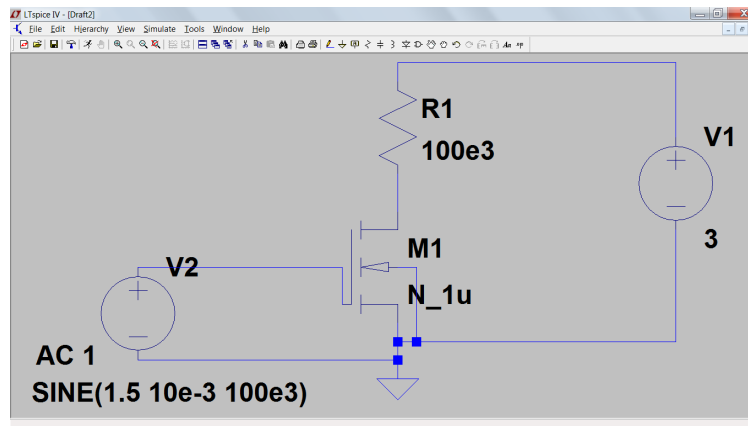 LTspice IV - [Draft2]
File Edit Hierarchy View Simulate Tools Window Help
R1
100e3
V1
3
M1
N_1u
V2
AC 1
SINE(1.5 10e-3 100e3)